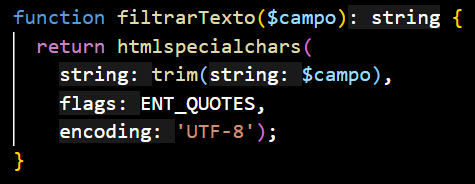 function filtrarTexto($campo): string {
return htmlspecialchars(
string: trim(string: $campo),
flags: ENT_QUOTES,
encoding: 'UTF-8');
}